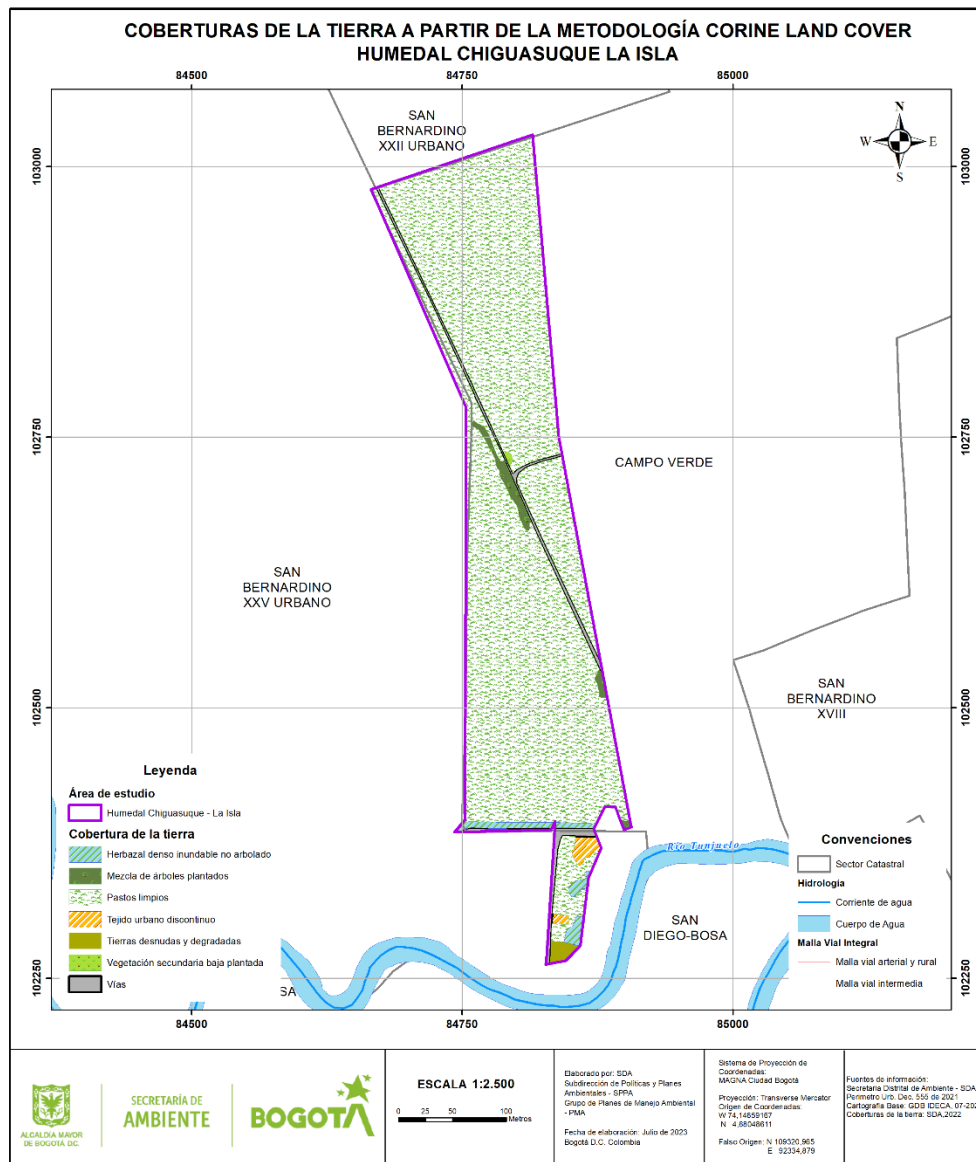 COBERTURAS DE LA TIERRA A PARTIR DE LA METODOLOGÍA CORINE LAND COVER
HUMEDAL CHIGUASUQUE LA ISLA
84500
84750
85000
SAN
BERNARDINO
XXII URBANO
N
W
E
S
103000
103000
102750
102750
CAMPO VERDE
SAN
BERNARDINO
XXV URBANO
SAN
BERNARDINO
XVIII
102500
102500
Leyenda
Área de estudio
Humedal Chiguasuque - La Isla
Cobertura de la tierra
Herbazal denso inundable no arbolado
Mezcla de árboles plantados
Pastos limpios
Tejido urbano discontinuo
Tierras desnudas y degradadas
Vegetación secundaria baja plantada
Vías
Río Tunjuelo
SAN
DIEGO-BOSA
SA
Convenciones
Sector Catastral
Hidrología
Corriente de agua
Cuerpo de Agua
Malla Vial Integral
Malla vial arterial y rural
Malla vial intermedia
102250
102250
84500
84750
85000
ALCALDÍA MAYOR
DE BOGOTÁ D.C.
SECRETARÍA DE
AMBIENTE
BOGOTÁ
ESCALA 1:2.500
0 25 50 100
Metros
Elaborado por: SDA
Subdirección de Políticas y Planes
Ambientales - SPPA
Grupo de Planes de Manejo Ambiental
- PMA
Fecha de elaboración: Julio de 2023
Bogotá D.C. Colombia
Sistema de Proyección de
Coordenadas:
MAGNA Ciudad Bogotá
Proyección: Transverse Mercator
Origen de Coordenadas:
W 74,14659167
N 4,68048611
Falso Origen: N 109320,965
E 92334,879
Fuentes de información:
Secretaria Distrital de Ambiente - SDA
Perimetro Urb. Dec. 555 de 2021
Cartografía Base: GDB IDECA, 07-202
Coberturas de la tierra: SDA,2022